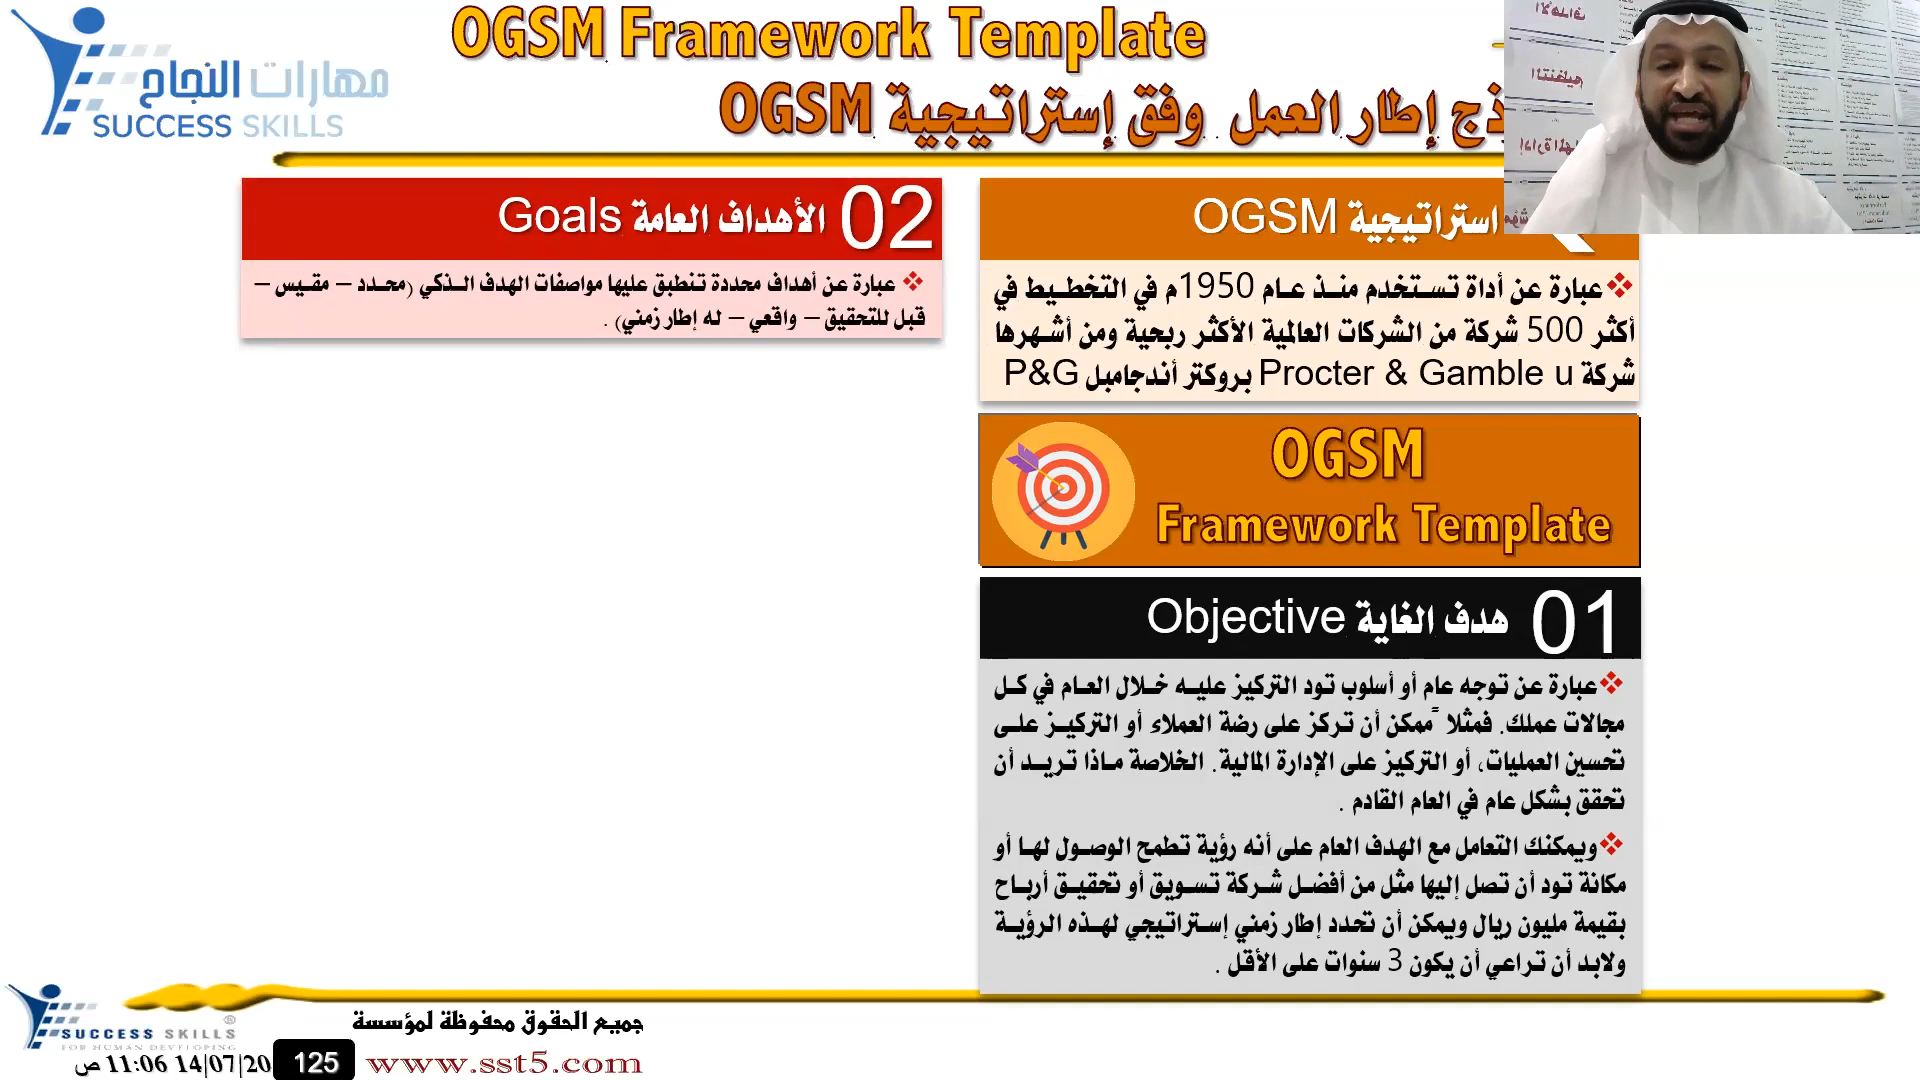 OGSM Framework Template
إطار العمل وفق إستراتيجية OGSM
مهارات النجاح
SUCCESS SKILLS
الأهداف
استراتيجية OGSM
❖عبارة عن أداة تستخدم منذ عام 1950م في التخطيط في
أكثر 500 شركة من الشركات العالمية الأكثر ربحية ومن أشهرها
شركة Procter & Gamble u بروكتر أندجامبل P&G
OGSM
Framework Template
01 هدف الغاية Objective
❖عبارة عن توجه عام أو أسلوب تود التركيز عليه خلال العام في كل
مجالات عملك. فمثلا ًممكن أن تركز على رضة العملاء أو التركيز على
تحسين العمليات، أو التركيز على الإدارة المالية. الخلاصة ماذا تريد أن
تحقق بشكل عام في العام القادم .
❖ويمكنك التعامل مع الهدف العام على أنه رؤية تطمح الوصول لها أو
مكانة تود أن تصل إليها مثل من أفضل شركة تسويق أو تحقيق أرباح
بقيمة مليون ريال ويمكن أن تحدد إطار زمني إستراتيجي لهذه الرؤية
ولابد أن تراعي أن يكون 3 سنوات على الأقل .
02 الأهداف العامة Goals
❖ عبارة عن أهداف محددة تنطبق عليها مواصفات الهدف الذكي (محدد – مقيس –
قبل للتحقيق – واقعي – له إطار زمني) .
جميع الحقوق محفوظة لمؤسسة
www.sst5.com
SUCCESS SKILLS®
FOR HUMAN DEVELOPING
125
14/07/20 11:06 ص